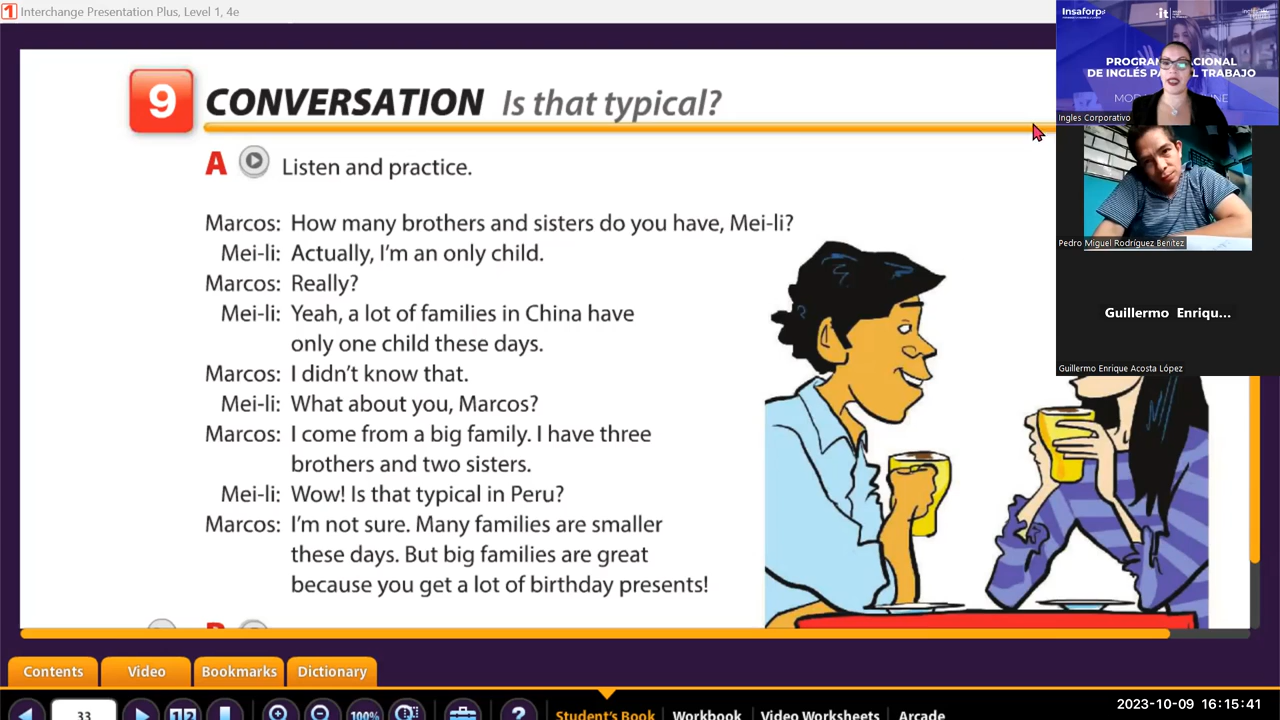 Interchange Presentation Plus, Level 1, 4e
9 CONVERSATION Is that typical?
A Listen and practice.
Marcos: How many brothers and sisters do you have, Mei-li?
Mei-li: Actually, I'm an only child.
Marcos: Really?
Mei-li: Yeah, a lot of families in China have
only one child these days.
Marcos: I didn't know that.
Mei-li: What about you, Marcos?
Marcos: I come from a big family. I have three
brothers and two sisters.
Mei-li: Wow! Is that typical in Peru?
Marcos: I'm not sure. Many families are smaller
these days. But big families are great
because you get a lot of birthday presents!
Insaforp
Ingles Corporativo
Pedro Miguel Rodríguez Benitez
Guillermo Enriqu...
Guillermo Enrique Acosta López
Contents Video Bookmarks Dictionary
33 100% ?
Student's Book Workbook Video Worksheets Arcade
2023-10-09 16:15:41